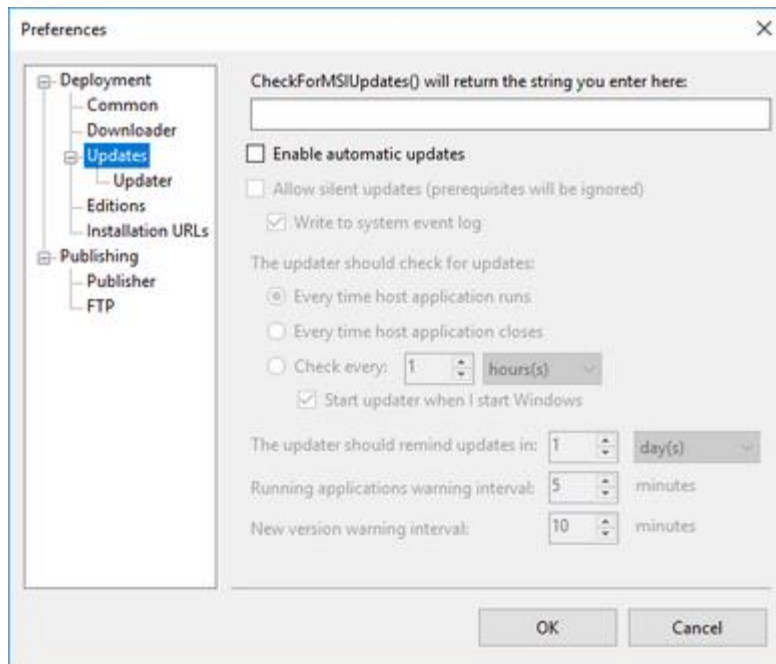 Preferences
Deployment
Common
Downloader
Updates
Updater
Editions
Installation URLs
Publishing
Publisher
FTP
CheckForMSIUpdates() will return the string you enter here:
Enable automatic updates
Allow silent updates (prerequisites will be ignored)
Write to system event log
The updater should check for updates:
Every time host application runs
Every time host application closes
Check every: 1 hours(s)
Start updater when I start Windows
The updater should remind updates in: 1 day(s)
Running applications warning interval: 5 minutes
New version warning interval: 10 minutes
OK Cancel